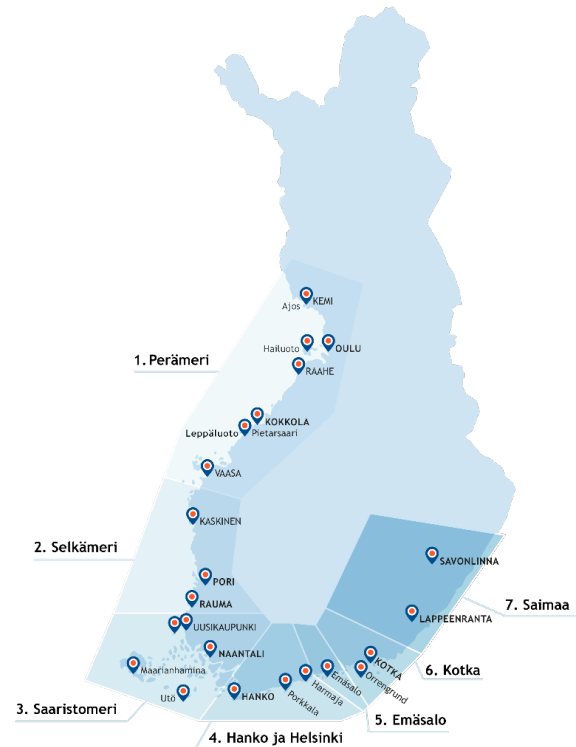 Ajos KEMI
Hailuoto OULU
RAAHE
1. Perämeri
KOKKOLA
Leppäluoto Pietarsaari
VAASA
KASKINEN
2. Selkämeri
SAVONLINNA
PORI
RAUMA
7. Saimaa
LAPPEENRANTA
UUSIKAUPUNKI
NAANTALI
KOTKA
Maarianhamina
6. Kotka
Orrengrund
Emäsalo
Harmaja
Utö
HANKO
Porkkala
3. Saaristomeri
5. Emäsalo
4. Hanko ja Helsinki